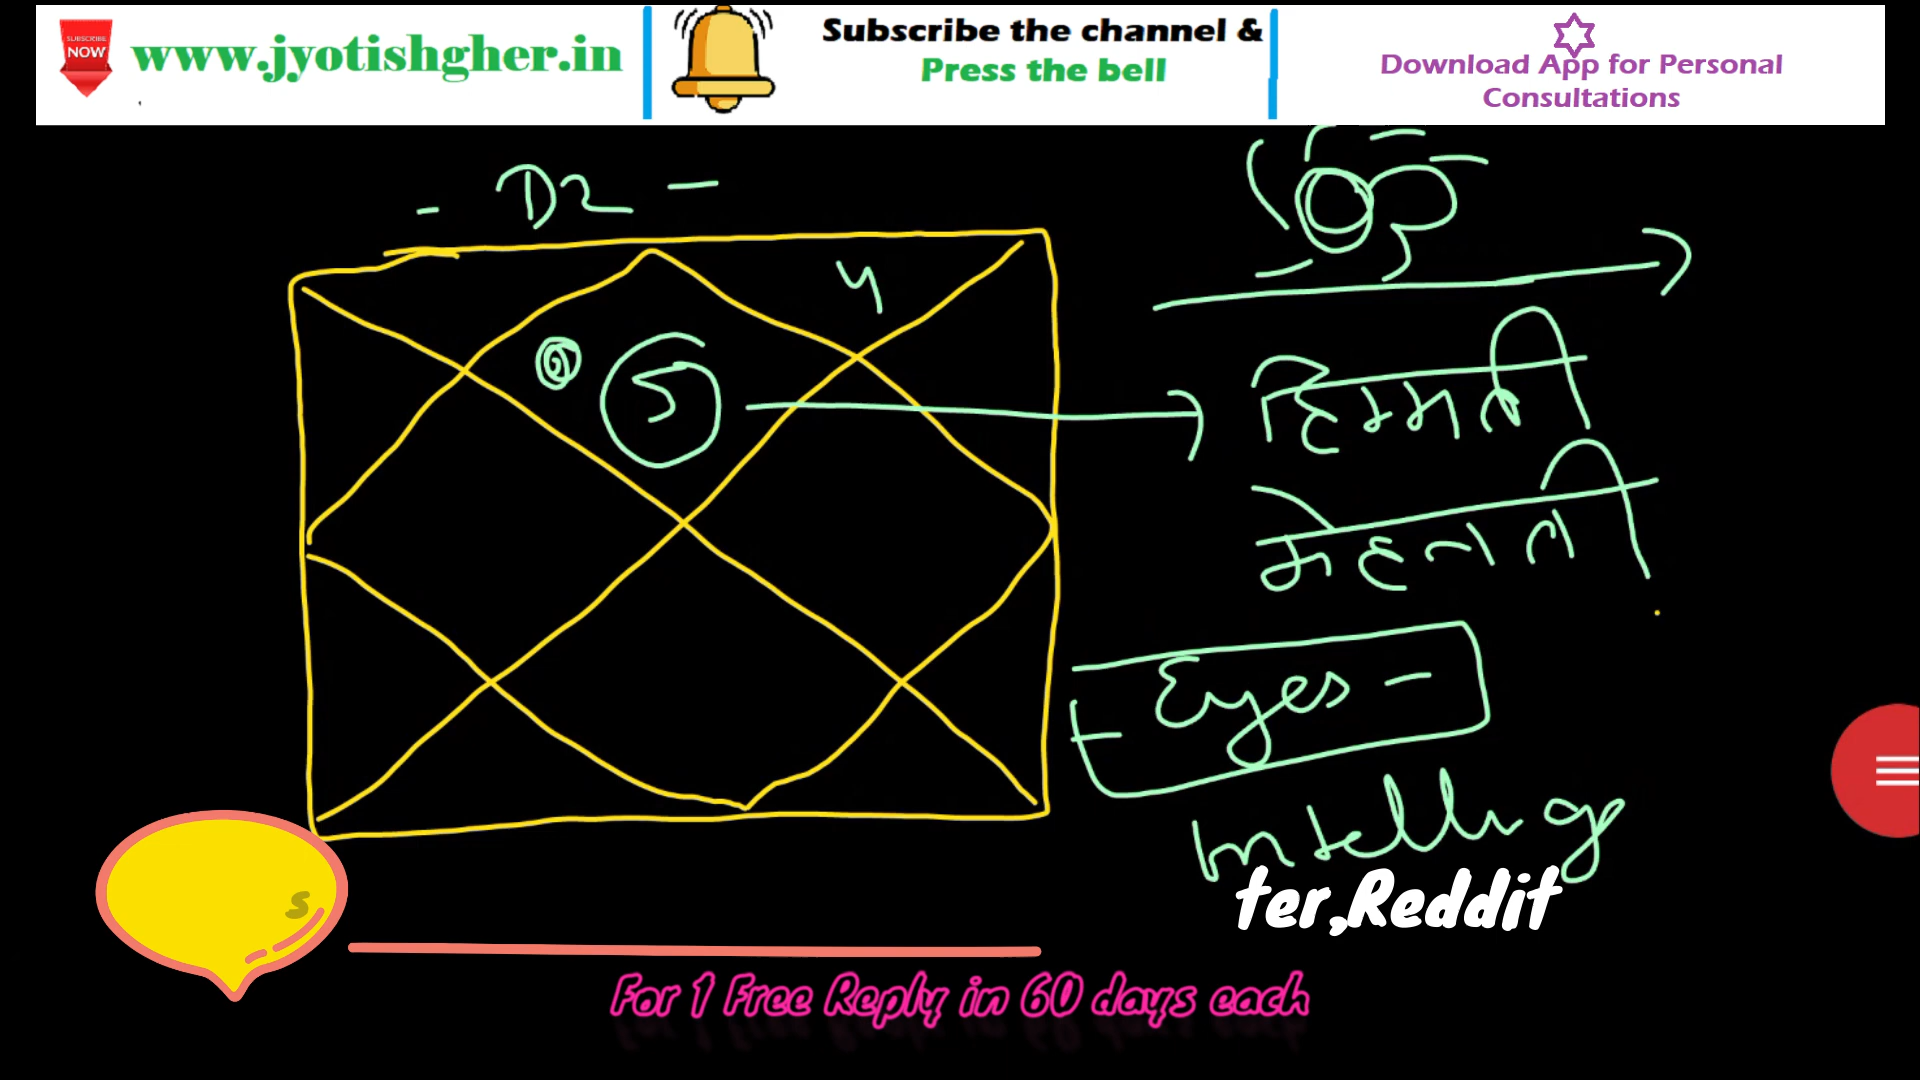 SUBSCRIBE
NOW
www.jyotishgher.in
Subscribe the channel &
Press the bell
Download App for Personal
Consultations
- D2 -
4
5
हिम्मती
मेहनती
- Eyes -
Intellig
s
ter,Reddit
For 1 Free Reply in 60 days each